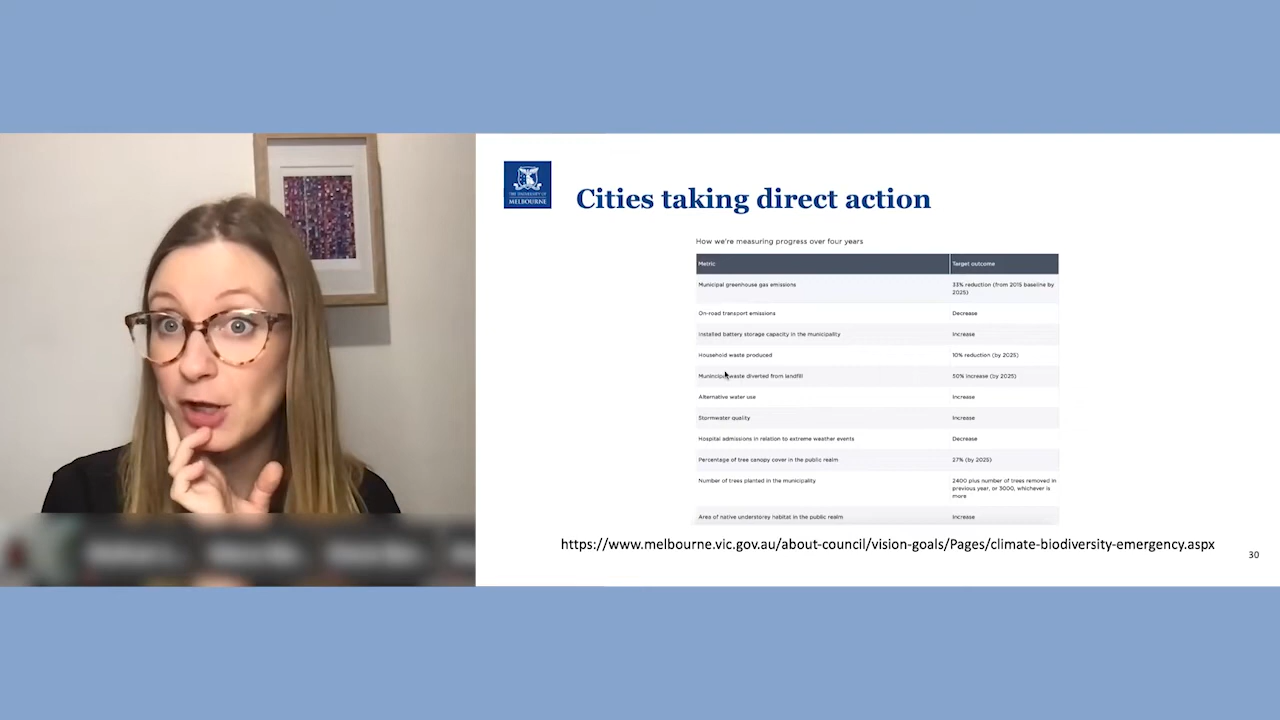 THE UNIVERSITY OF
MELBOURNE
Cities taking direct action
How we're measuring progress over four years
Metric Target outcome
Municipal greenhouse gas emissions 33% reduction (from 2015 baseline by
2025)
On-road transport emissions Decrease
Installed battery storage capacity in the municipality Increase
Household waste produced 10% reduction (by 2025)
Municipal waste diverted from landfill 50% increase (by 2025)
Alternative water use Increase
Stormwater quality Increase
Hospital admissions in relation to extreme weather events Decrease
Percentage of tree canopy cover in the public realm 27% (by 2025)
Number of trees planted in the municipality 2400 plus number of trees removed in
previous year, or 3000, whichever is
more
Area of native understorey habitat in the public realm Increase
https://www.melbourne.vic.gov.au/about-council/vision-goals/Pages/climate-biodiversity-emergency.aspx
30